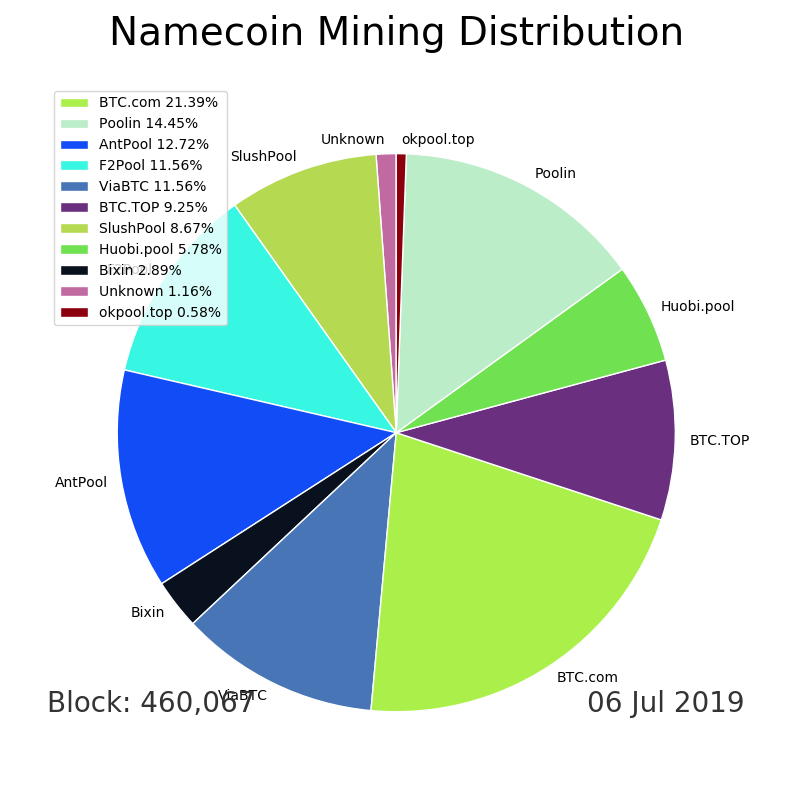 Namecoin Mining Distribution
BTC.com 21.39%
Poolin 14.45%
AntPool 12.72%
F2Pool 11.56%
ViaBTC 11.56%
BTC.TOP 9.25%
SlushPool 8.67%
Huobi.pool 5.78%
Bixin 2.89%
Unknown 1.16%
okpool.top 0.58%
Unknown
okpool.top
SlushPool
Poolin
F2Pool
Huobi.pool
BTC.TOP
AntPool
Bixin
BTC.com
ViaBTC
Block: 460,067
06 Jul 2019